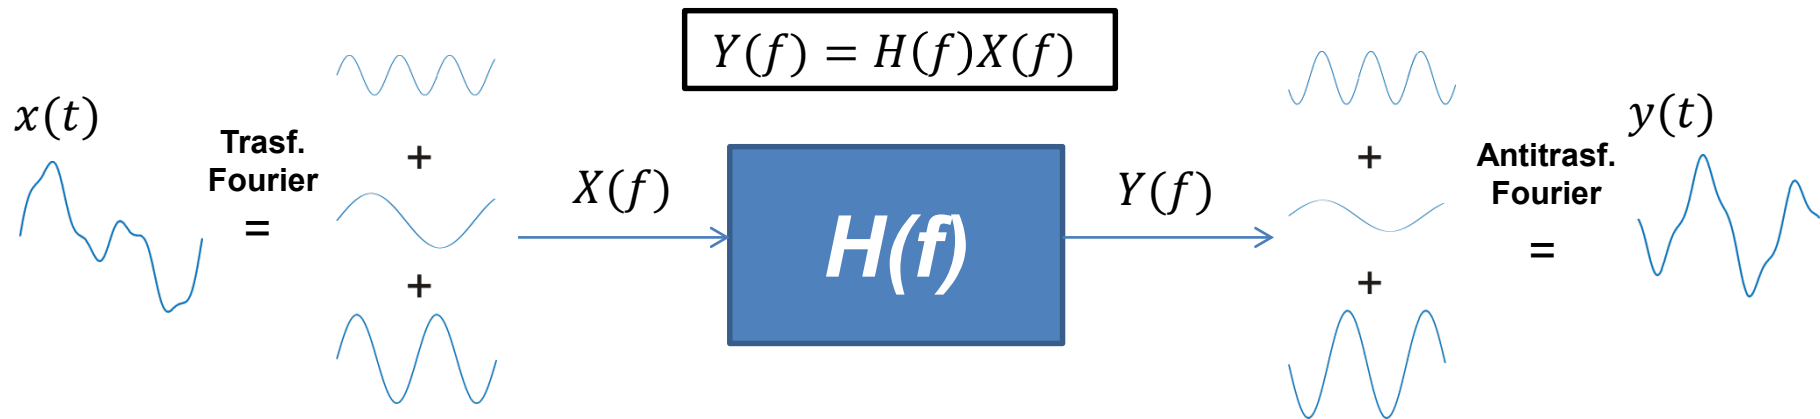 Y(f) = H(f)X(f)
x(t)
Trasf.
Fourier
=
+
+
X(f)
H(f)
Y(f)
+
+
Antitrasf.
Fourier
=
y(t)